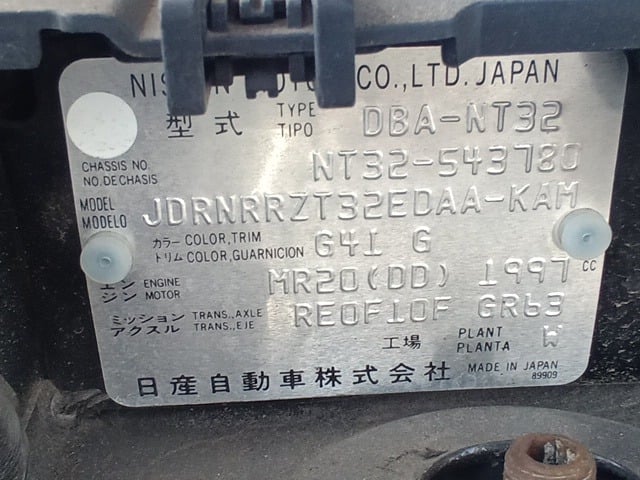 CO.,LTD. JAPAN
型式 TYPE TIPO DBA-NT32
CHASSIS NO. NO.DE CHASIS NT32-543780
MODEL MODELO JDRNRRZT32EDAA-KAM
カラー COLOR,TRIM トリム COLOR,GUARNICION G41 G
エンジン ENGINE MOTOR MR20(DD) 1997 CC
ミッション TRANS.,AXLE アクスル TRANS.,EJE RE0F10F GR63
工場 PLANT PLANTA W
日産自動車株式会社 MADE IN JAPAN
89909